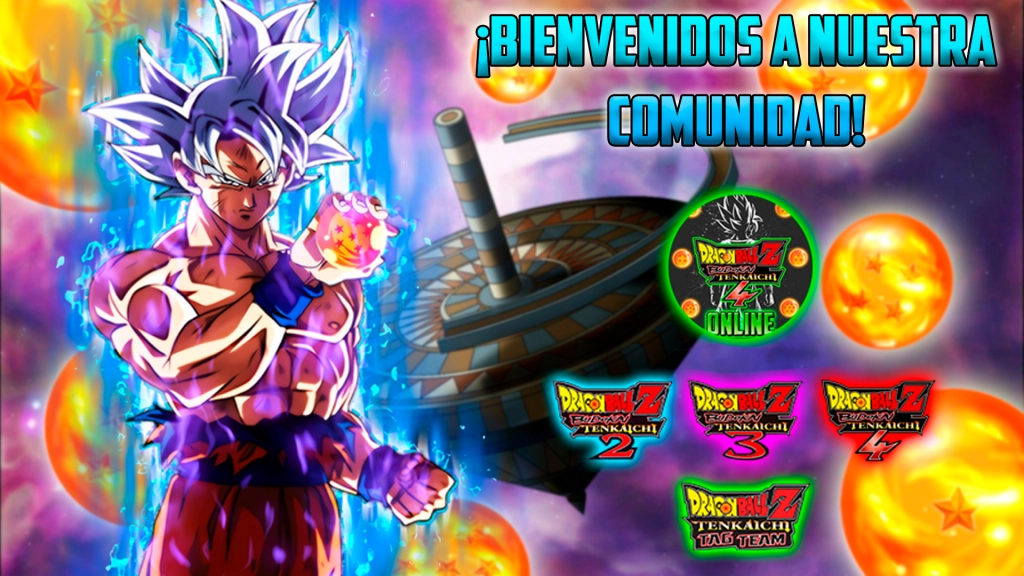 ¡BIENVENIDOS A NUESTRA
COMUNIDAD!
DRAGON BALL Z
BUDOKAI
TENKAICHI
4
ONLINE
DRAGON BALL Z
BUDOKAI
TENKAICHI
2
DRAGON BALL Z
BUDOKAI
TENKAICHI
3
DRAGON BALL Z
BUDOKAI
TENKAICHI
4
DRAGON BALL Z
TENKAICHI
TAG TEAM